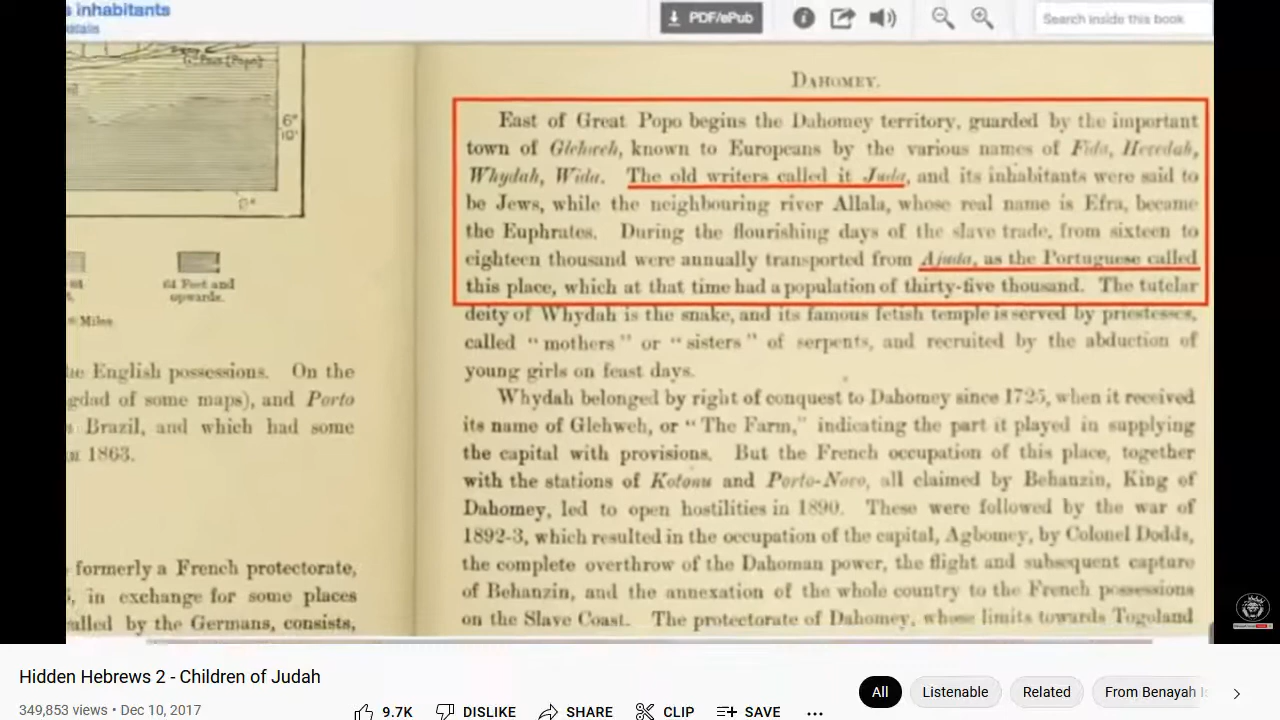 s inhabitants
PDF/ePub
Search inside this book
DAHOMEY.
East of Great Popo begins the Dahomey territory, guarded by the important
town of Glehweh, known to Europeans by the various names of Fida, Hevedah,
Whydah, Wida. The old writers called it Juda, and its inhabitants were said to
be Jews, while the neighbouring river Allala, whose real name is Efra, became
the Euphrates. During the flourishing days of the slave trade, from sixteen to
eighteen thousand were annually transported from Ajuda, as the Portuguese called
this place, which at that time had a population of thirty-five thousand. The tutelar
deity of Whydah is the snake, and its famous fetish temple is served by priestesses,
called "mothers" or "sisters" of serpents, and recruited by the abduction of
young girls on feast days.
Whydah belonged by right of conquest to Dahomey since 1725, when it received
its name of Glehweh, or "The Farm," indicating the part it played in supplying
the capital with provisions. But the French occupation of this place, together
with the stations of Kotonu and Porto-Novo, all claimed by Behanzin, King of
Dahomey, led to open hostilities in 1890. These were followed by the war of
1892-3, which resulted in the occupation of the capital, Agbomey, by Colonel Dodds,
the complete overthrow of the Dahoman power, the flight and subsequent capture
of Behanzin, and the annexation of the whole country to the French possessions
on the Slave Coast. The protectorate of Dahomey, whose limits towards Togoland
6°
10'
64 Feet and
upwards.
Miles
he English possessions. On the
gdad of some maps), and Porto
Brazil, and which had some
n 1863.
formerly a French protectorate,
, in exchange for some places
alled by the Germans, consists,
Hidden Hebrews 2 - Children of Judah
349,853 views • Dec 10, 2017
9.7K
DISLIKE
SHARE
CLIP
SAVE
...
All
Listenable
Related
From Benayah Is